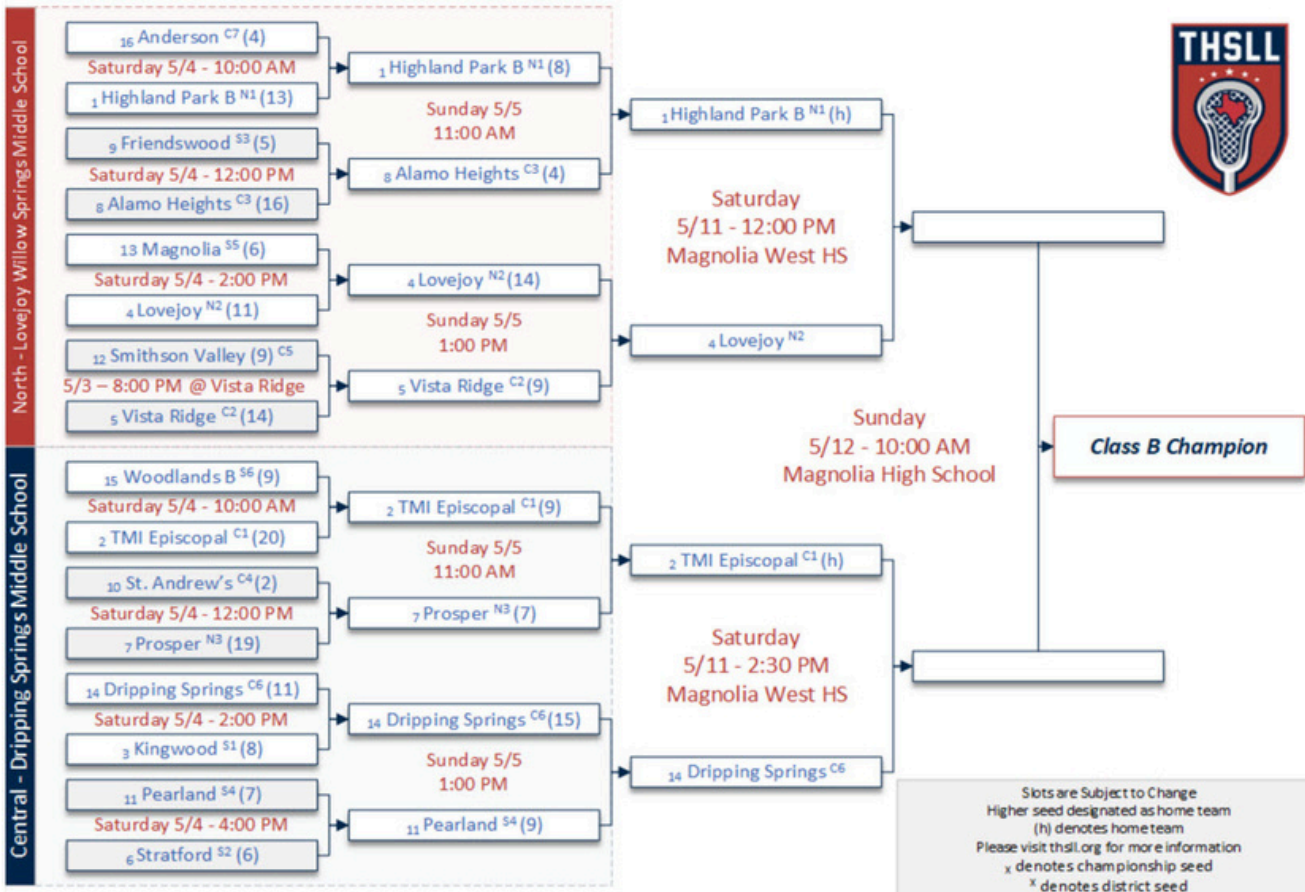 North - Lovejoy Willow Springs Middle School
16 Anderson C7 (4)
Saturday 5/4 - 10:00 AM
1 Highland Park B N1 (13)
9 Friendswood S3 (5)
Saturday 5/4 - 12:00 PM
8 Alamo Heights C3 (16)
13 Magnolia S5 (6)
Saturday 5/4 - 2:00 PM
4 Lovejoy N2 (11)
12 Smithson Valley (9) C5
5/3 – 8:00 PM @ Vista Ridge
5 Vista Ridge C2 (14)
1 Highland Park B N1 (8)
Sunday 5/5
11:00 AM
8 Alamo Heights C3 (4)
4 Lovejoy N2 (14)
Sunday 5/5
1:00 PM
5 Vista Ridge C2 (9)
1 Highland Park B N1 (h)
Saturday
5/11 - 12:00 PM
Magnolia West HS
4 Lovejoy N2
Central - Dripping Springs Middle School
15 Woodlands B S6 (9)
Saturday 5/4 - 10:00 AM
2 TMI Episcopal C1 (20)
10 St. Andrew's C4 (2)
Saturday 5/4 - 12:00 PM
7 Prosper N3 (19)
14 Dripping Springs C6 (11)
Saturday 5/4 - 2:00 PM
3 Kingwood S1 (8)
11 Pearland S4 (7)
Saturday 5/4 - 4:00 PM
6 Stratford S2 (6)
2 TMI Episcopal C1 (9)
Sunday 5/5
11:00 AM
7 Prosper N3 (7)
14 Dripping Springs C6 (15)
Sunday 5/5
1:00 PM
11 Pearland S4 (9)
2 TMI Episcopal C1 (h)
Saturday
5/11 - 2:30 PM
Magnolia West HS
14 Dripping Springs C6
Sunday
5/12 - 10:00 AM
Magnolia High School
Class B Champion
THSLL
Slots are Subject to Change
Higher seed designated as home team
(h) denotes home team
Please visit thsll.org for more information
x denotes championship seed
x denotes district seed